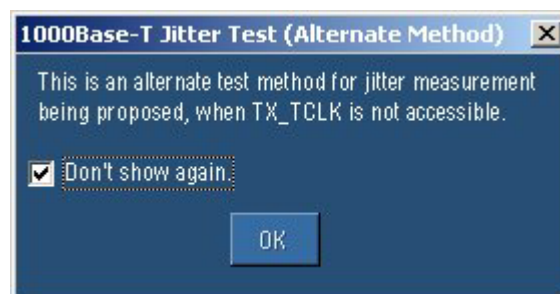 1000Base-T Jitter Test (Alternate Method)
This is an alternate test method for jitter measurement
being proposed, when TX_TCLK is not accessible.
Don't show again.
OK